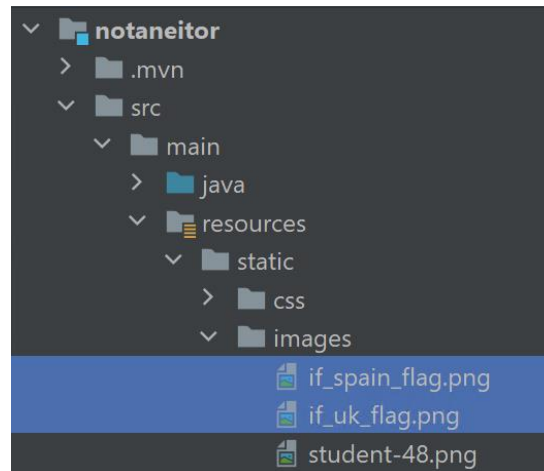 notaneitor
.mvn
src
main
java
resources
static
css
images
if_spain_flag.png
if_uk_flag.png
student-48.png